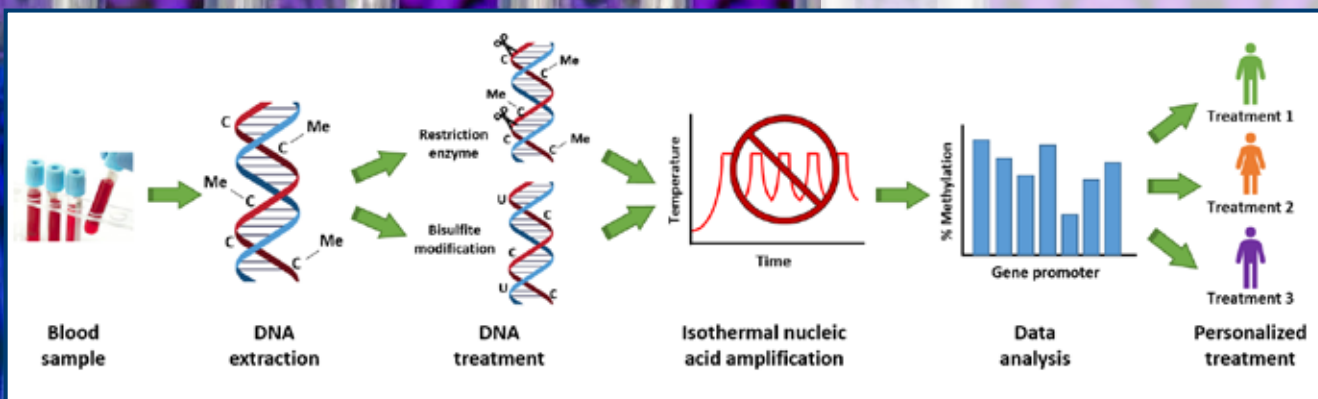 C
Me
C
Me
C
C
Me
C
Restriction
enzyme
Bisulfite
modification
C
Me
C
Me
C
C
Me
C
U
C
C
U
C
Temperature
Time
% Methylation
Gene promoter
Treatment 1
Treatment 2
Treatment 3
Blood
sample
DNA
extraction
DNA
treatment
Isothermal nucleic
acid amplification
Data
analysis
Personalized
treatment